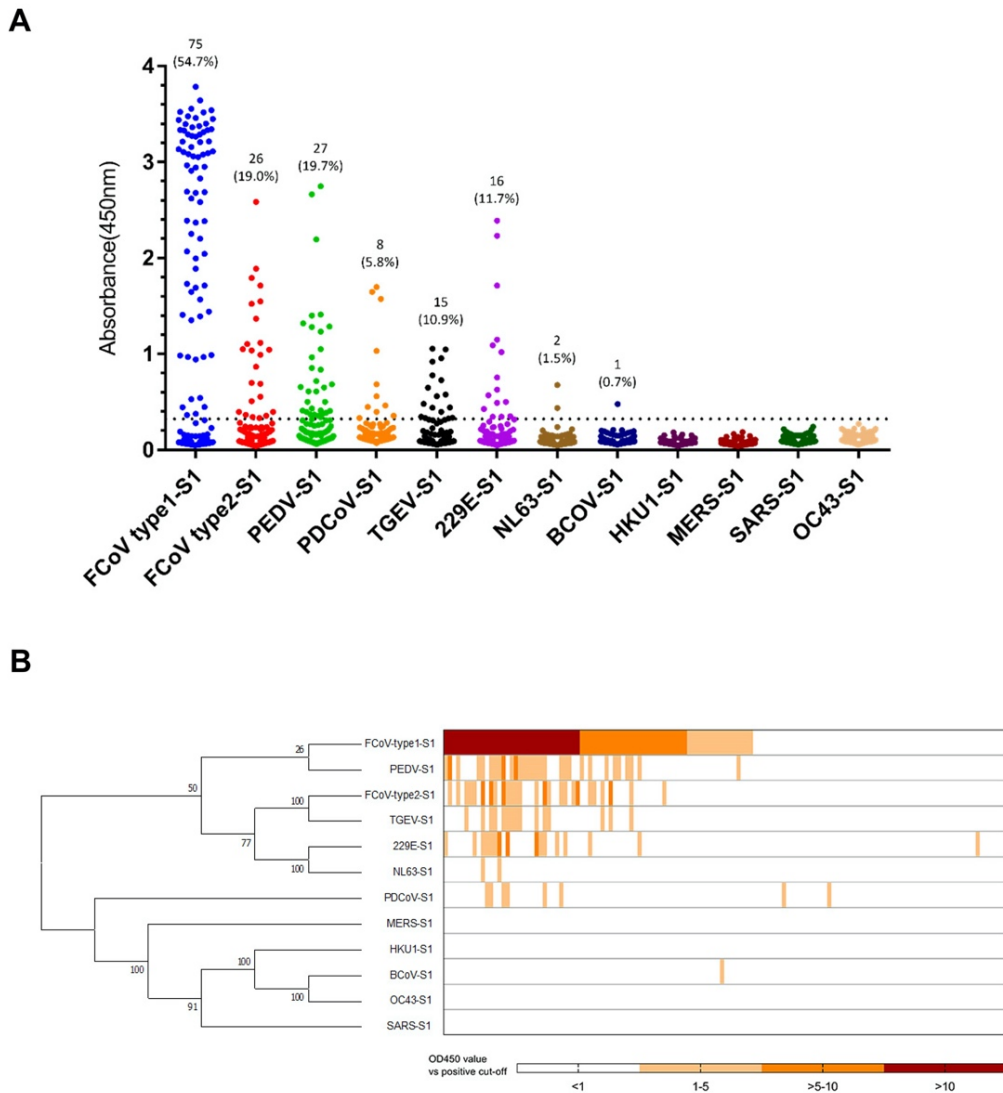 A
75
(54.7%)
26
(19.0%)
27
(19.7%)
8
(5.8%)
15
(10.9%)
16
(11.7%)
2
(1.5%)
1
(0.7%)
Absorbance(450nm)
4
3
2
1
0
FCoV type1-S1
FCoV type2-S1
PEDV-S1
PDCoV-S1
TGEV-S1
229E-S1
NL63-S1
BCOV-S1
HKU1-S1
MERS-S1
SARS-S1
OC43-S1
B
FCoV-type1-S1
PEDV-S1
FCoV-type2-S1
TGEV-S1
229E-S1
NL63-S1
PDCoV-S1
MERS-S1
HKU1-S1
BCoV-S1
OC43-S1
SARS-S1
26
50
100
77
100
100
100
100
91
OD450 value
vs positive cut-off
<1
1-5
>5-10
>10